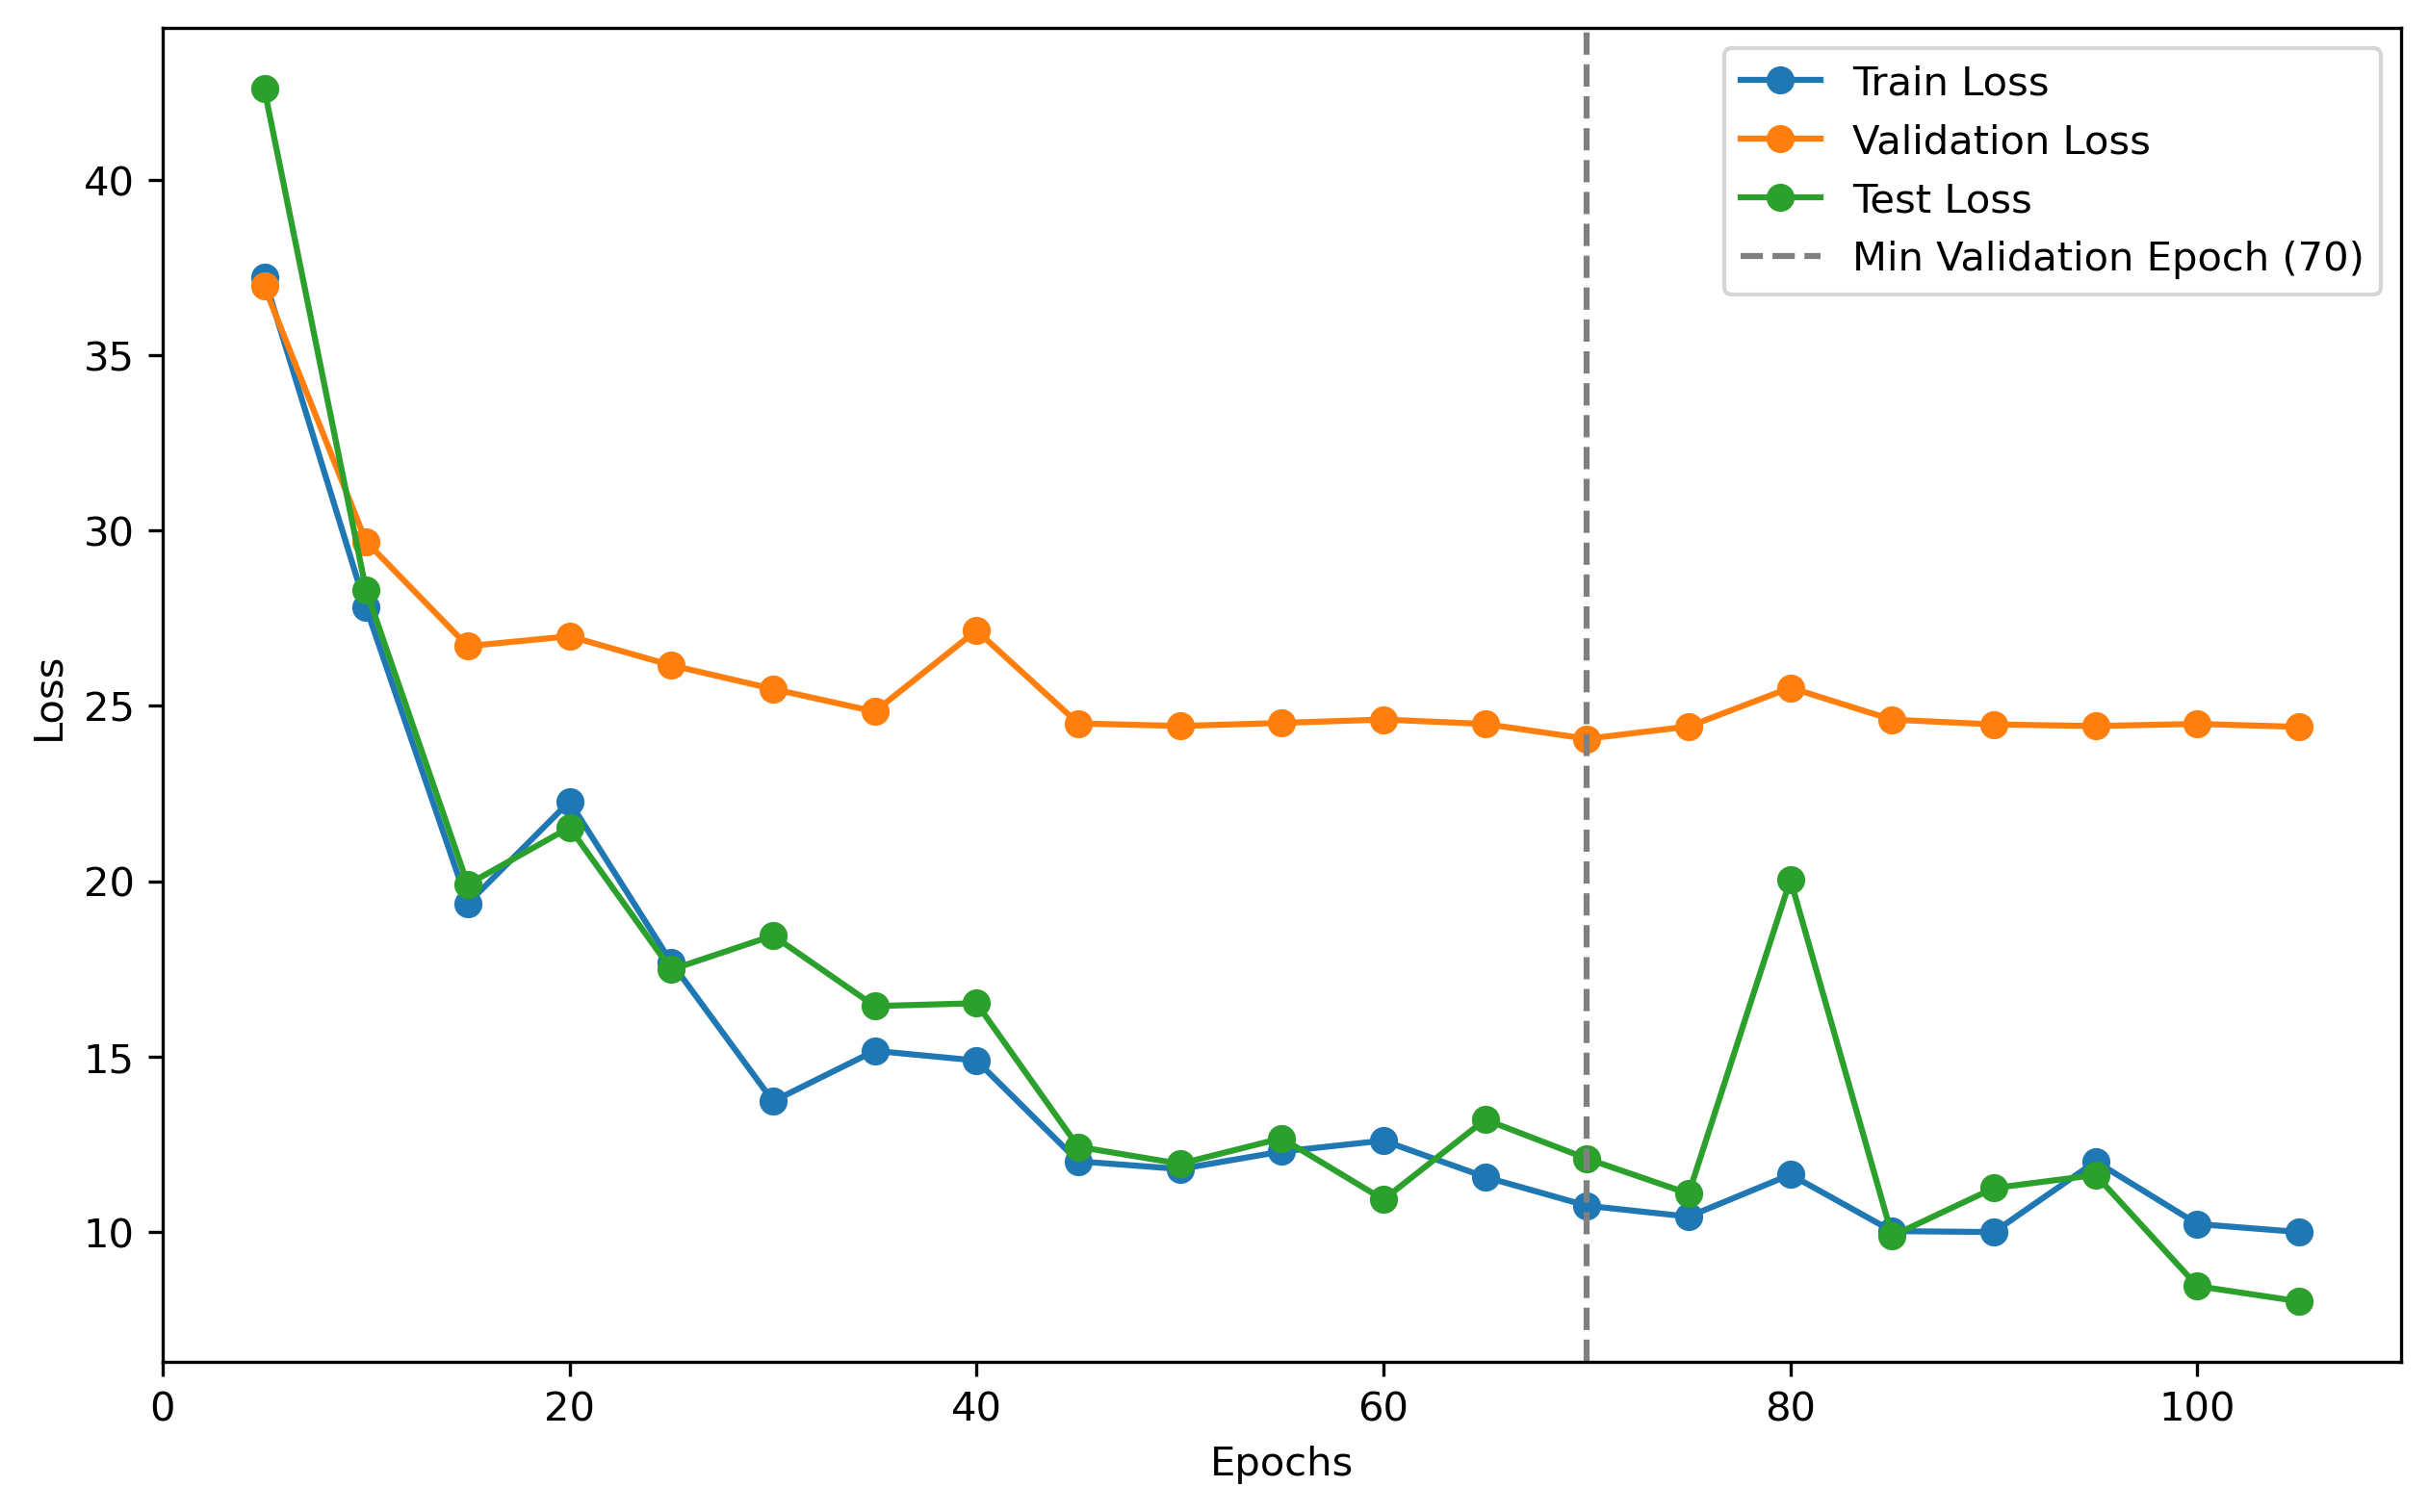 Train Loss
Validation Loss
Test Loss
Min Validation Epoch (70)
40
35
30
25
20
15
10
Loss
0 20 40 60 80 100
Epochs